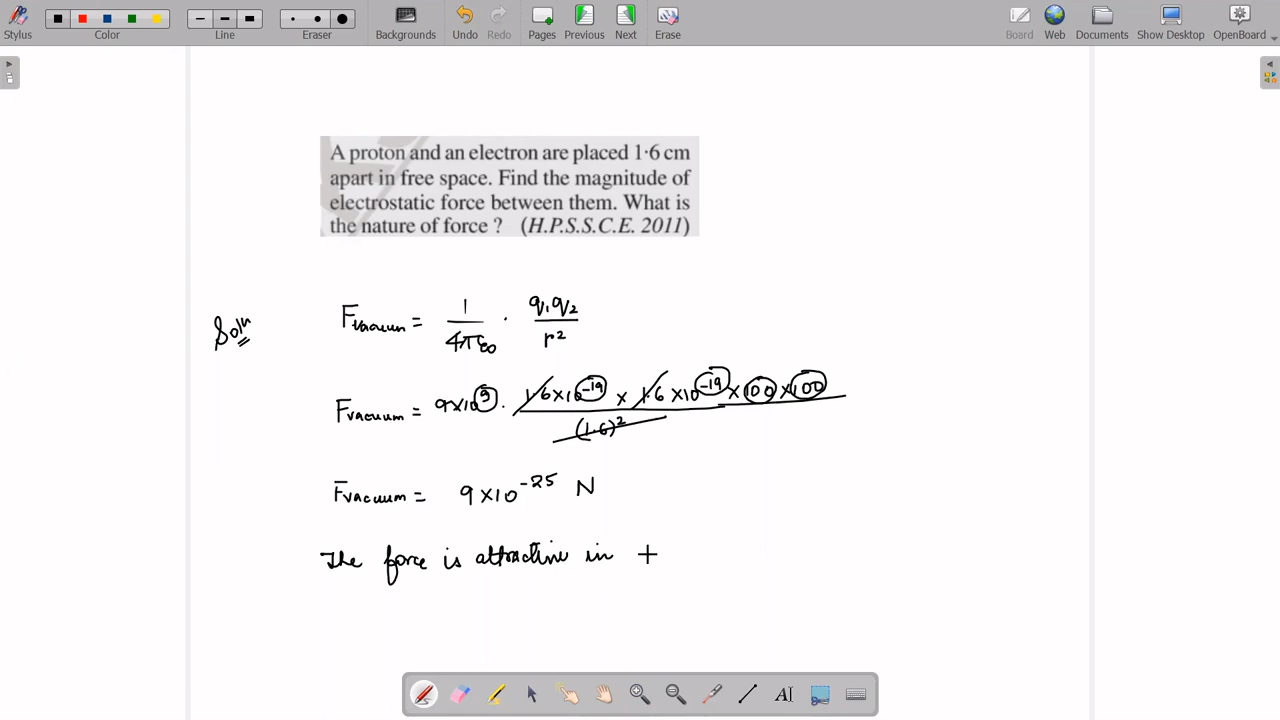 Stylus Color Line Eraser Backgrounds Undo Redo Pages Previous Next Erase Board Web Documents Show Desktop OpenBoard
A proton and an electron are placed 1·6 cm
apart in free space. Find the magnitude of
electrostatic force between them. What is
the nature of force ? (H.P.S.S.C.E. 2011)
Soln
Fvacuum = 1/4πε0 · q1q2/r²
Fvacuum = 9×10⁹ · 1·6×10⁻¹⁹ × 1·6×10⁻¹⁹ ×100×100/(1·6)²
Fvacuum = 9×10⁻²⁵ N
The force is attractive in +
AI